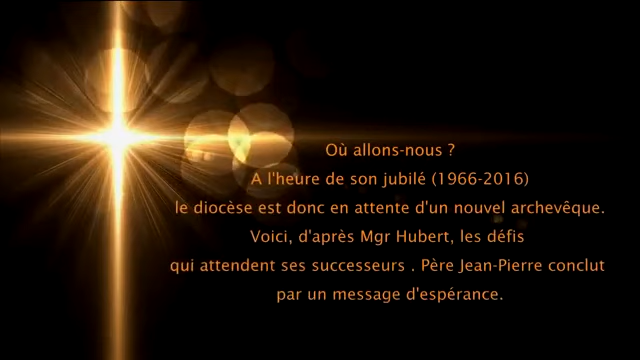 Où allons-nous ?
A l'heure de son jubilé (1966-2016)
le diocèse est donc en attente d'un nouvel archevêque.
Voici, d'après Mgr Hubert, les défis
qui attendent ses successeurs . Père Jean-Pierre conclut
par un message d'espérance.